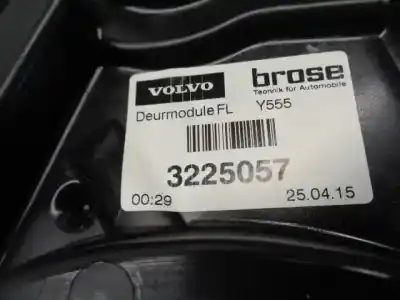 VOLVO brose
Technik für Automobile
Deurmodule FL Y555
3225057
00:29 25.04.15